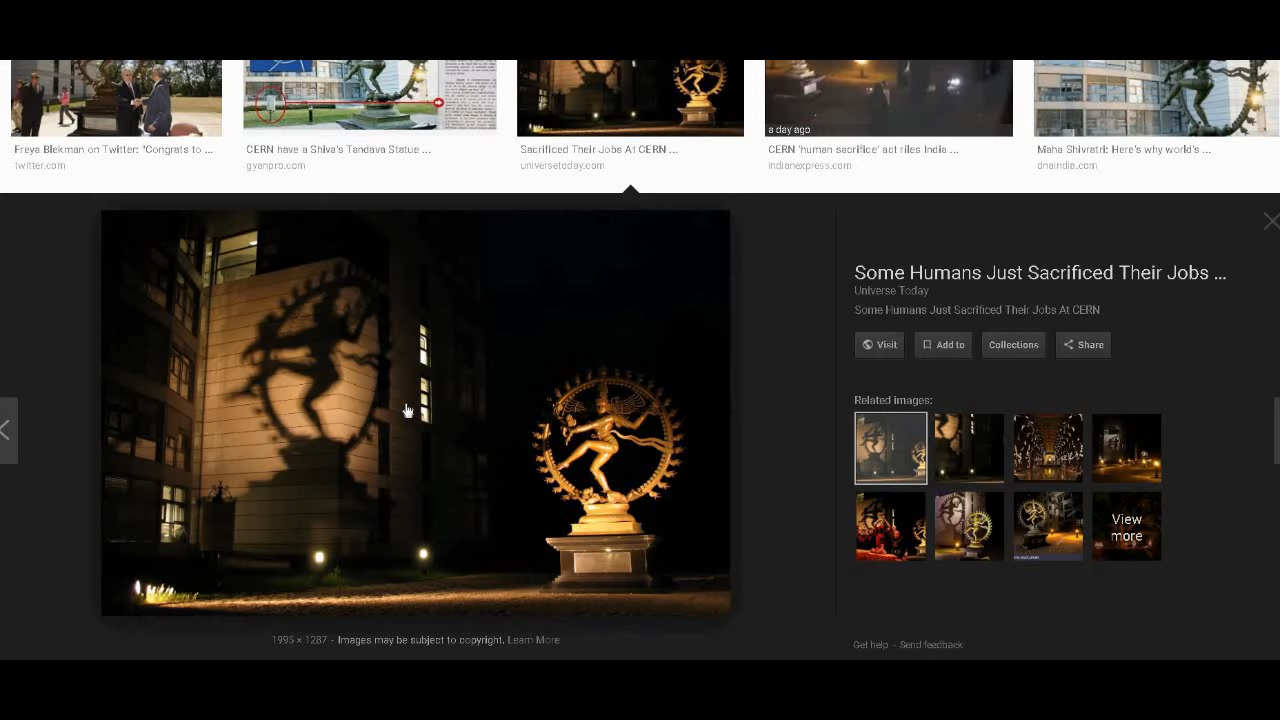 a day ago
Freya Blekman on Twitter: "Congrats to ...
twitter.com
CERN have a Shiva's Tandava Statue ...
gyanpro.com
Sacrificed Their Jobs At CERN ...
universetoday.com
CERN 'human sacrifice' act riles India ...
indianexpress.com
Maha Shivratri: Here's why world's ...
dnaindia.com
Some Humans Just Sacrificed Their Jobs ...
Universe Today
Some Humans Just Sacrificed Their Jobs At CERN
Visit
Add to
Collections
Share
Related images:
View
more
1995 × 1287 - Images may be subject to copyright. Learn More
Get help - Send feedback